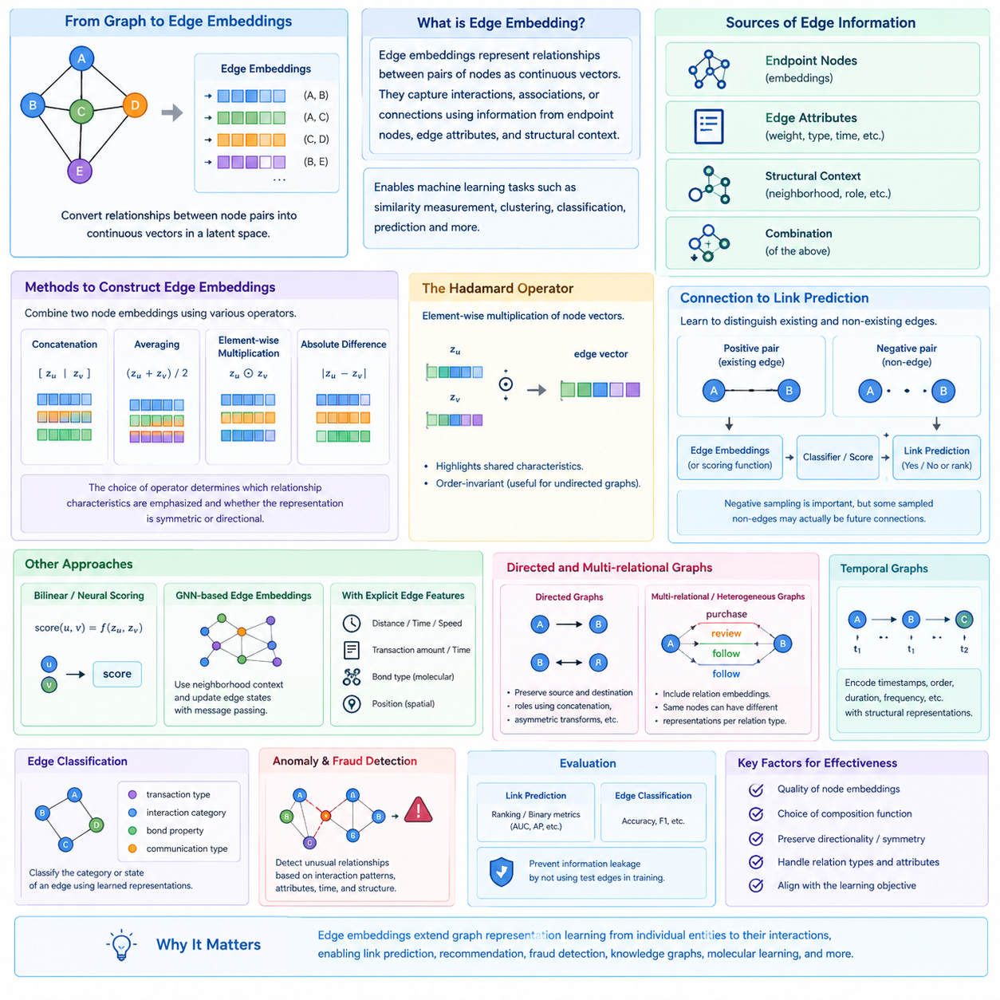 From Graph to Edge Embeddings
A
B
C
D
E
Edge Embeddings
(A, B)
(A, C)
(C, D)
(B, E)
...
Convert relationships between node pairs into
continuous vectors in a latent space.
What is Edge Embedding?
Edge embeddings represent relationships
between pairs of nodes as continuous vectors.
They capture interactions, associations, or
connections using information from endpoint
nodes, edge attributes, and structural context.
Enables machine learning tasks such as
similarity measurement, clustering, classification,
prediction and more.
Sources of Edge Information
Endpoint Nodes
(embeddings)
Edge Attributes
(weight, type, time, etc.)
Structural Context
(neighborhood, role, etc.)
Combination
(of the above)
Methods to Construct Edge Embeddings
Combine two node embeddings using various operators.
Concatenation
[ z_u | z_v ]
Averaging
(z_u + z_v) / 2
Element-wise
Multiplication
z_u ⊙ z_v
Absolute Difference
|z_u − z_v|
The choice of operator determines which relationship
characteristics are emphasized and whether the representation
is symmetric or directional.
The Hadamard Operator
Element-wise multiplication of node vectors.
z_u
z_v
edge vector
• Highlights shared characteristics.
• Order-invariant (useful for undirected graphs).
Connection to Link Prediction
Learn to distinguish existing and non-existing edges.
Positive pair
(existing edge)
A B
Negative pair
(non-edge)
A B
Edge Embeddings
(or scoring function)
Classifier / Score
Link Prediction
(Yes / No or rank)
Negative sampling is important, but some sampled
non-edges may actually be future connections.
Other Approaches
Bilinear / Neural Scoring
score(u, v) = f(z_u, z_v)
u
v
score
GNN-based Edge Embeddings
Use neighborhood context
and update edge states
with message passing.
With Explicit Edge Features
Distance / Time / Speed
Transaction amount / Time
Bond type (molecular)
Position (spatial)
Directed and Multi-relational Graphs
Directed Graphs
A B
B
• Preserve source and destination
• roles using concatenation,
• asymmetric transforms, etc.
Multi-relational / Heterogeneous Graphs
purchase
review
follow
follow
A B
• Include relation embeddings.
• Same nodes can have different
• representations per relation type.
Temporal Graphs
A B C
t₁ t₁ t₂
Encode timestamps, order,
duration, frequency, etc.
with structural representations.
Edge Classification
A
B
D
C
transaction type
interaction category
bond property
communication type
Classify the category or state
of an edge using learned representations.
Anomaly & Fraud Detection
A
B
Detect unusual relationships
based on interaction patterns,
attributes, time, and structure.
Evaluation
Link Prediction
Ranking / Binary metrics
(AUC, AP, etc.)
Edge Classification
Accuracy, F1, etc.
Prevent information leakage
by not using test edges in training.
Key Factors for Effectiveness
Quality of node embeddings
Choice of composition function
Preserve directionality / symmetry
Handle relation types and attributes
Align with the learning objective
Why It Matters
Edge embeddings extend graph representation learning from individual entities to their interactions,
enabling link prediction, recommendation, fraud detection, knowledge graphs, molecular learning, and more.